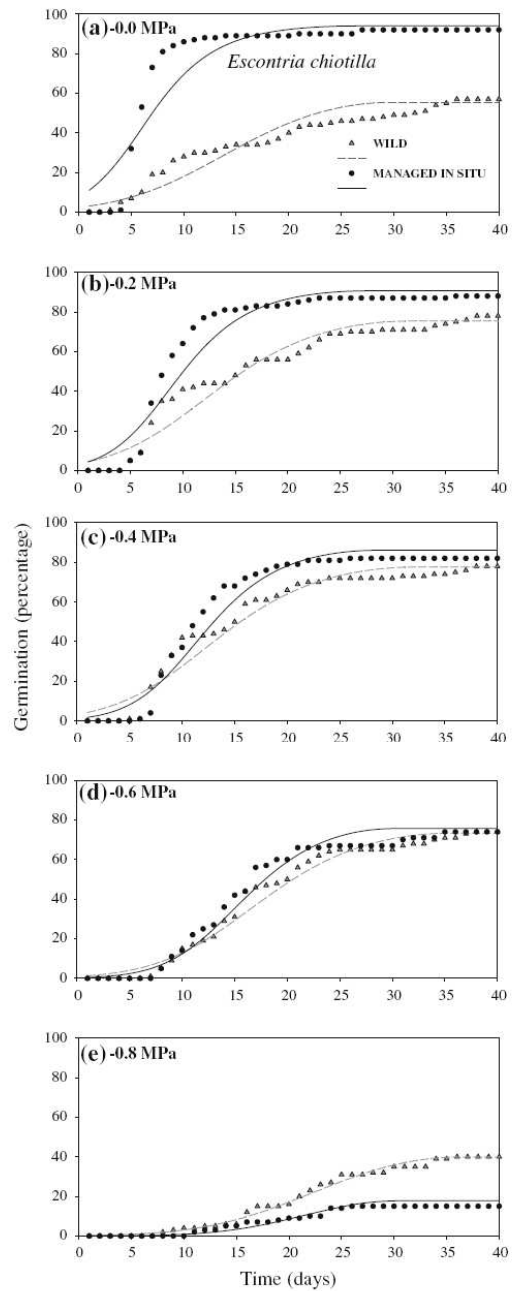 (a) -0.0 MPa
Escontria chiotilla
WILD
MANAGED IN SITU
100
80
60
40
20
0
0 5 10 15 20 25 30 35 40
(b) -0.2 MPa
100
80
60
40
20
0
0 5 10 15 20 25 30 35 40
(c) -0.4 MPa
100
80
60
40
20
0
0 5 10 15 20 25 30 35 40
Germination (percentage)
(d) -0.6 MPa
100
80
60
40
20
0
0 5 10 15 20 25 30 35 40
(e) -0.8 MPa
100
80
60
40
20
0
0 5 10 15 20 25 30 35 40
Time (days)